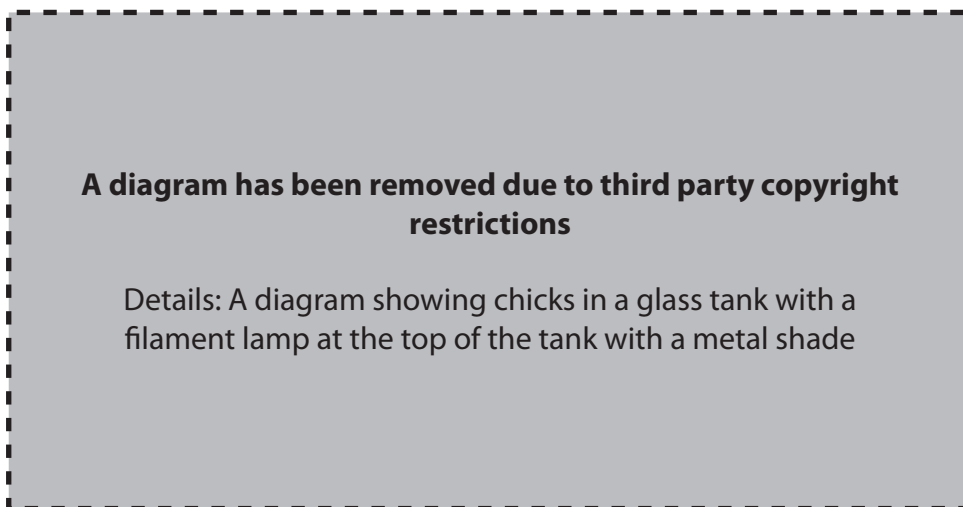 A diagram has been removed due to third party copyright
restrictions
Details: A diagram showing chicks in a glass tank with a
filament lamp at the top of the tank with a metal shade